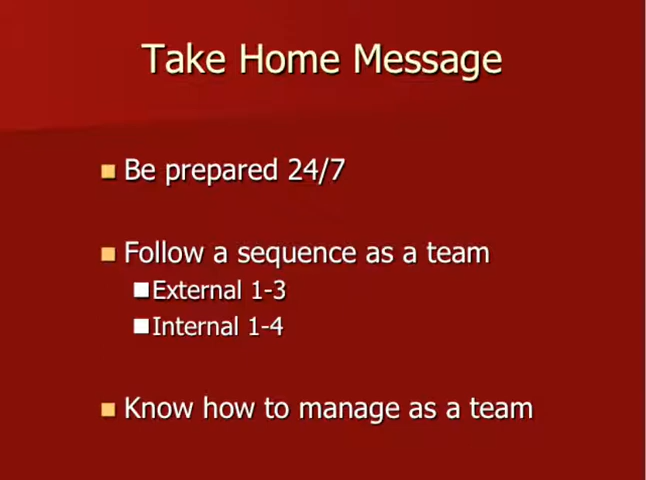 Take Home Message
Be prepared 24/7
Follow a sequence as a team
External 1-3
Internal 1-4
Know how to manage as a team